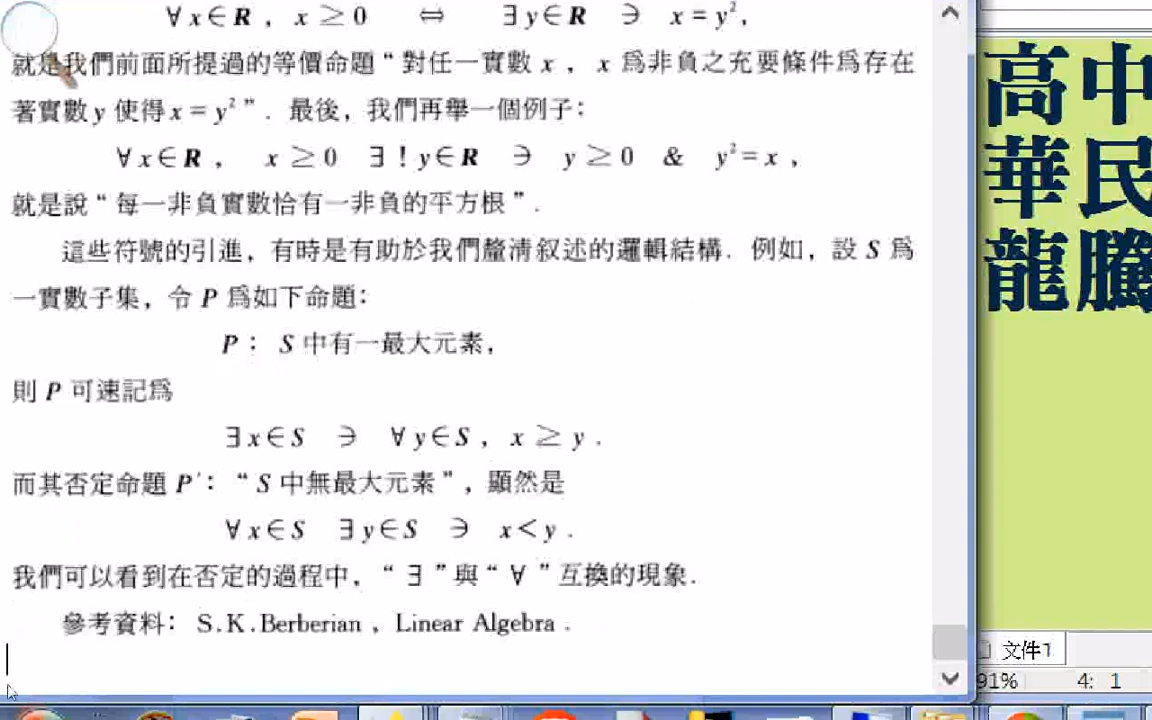 ∀x∈R, x≥0 ⇔ ∃y∈R ∋ x=y²,
就是我們前面所提過的等價命題“對任一實數 x, x 爲非負之充要條件爲存在
著實數 y 使得 x=y²”. 最後, 我們再舉一個例子:
∀x∈R, x≥0 ∃!y∈R ∋ y≥0 & y²=x,
就是說“每一非負實數恰有一非負的平方根”.
這些符號的引進, 有時是有助於我們釐清叙述的邏輯結構. 例如, 設 S 爲
一實數子集, 令 P 爲如下命題:
P: S 中有一最大元素,
則 P 可速記爲
∃x∈S ∋ ∀y∈S, x≥y.
而其否定命題 P′: “S 中無最大元素”, 顯然是
∀x∈S ∃y∈S ∋ x<y.
我們可以看到在否定的過程中, “∃”與“∀”互換的現象.
參考資料: S.K.Berberian, Linear Algebra.
高中
華民
龍騰
文件1
91% 4: 1